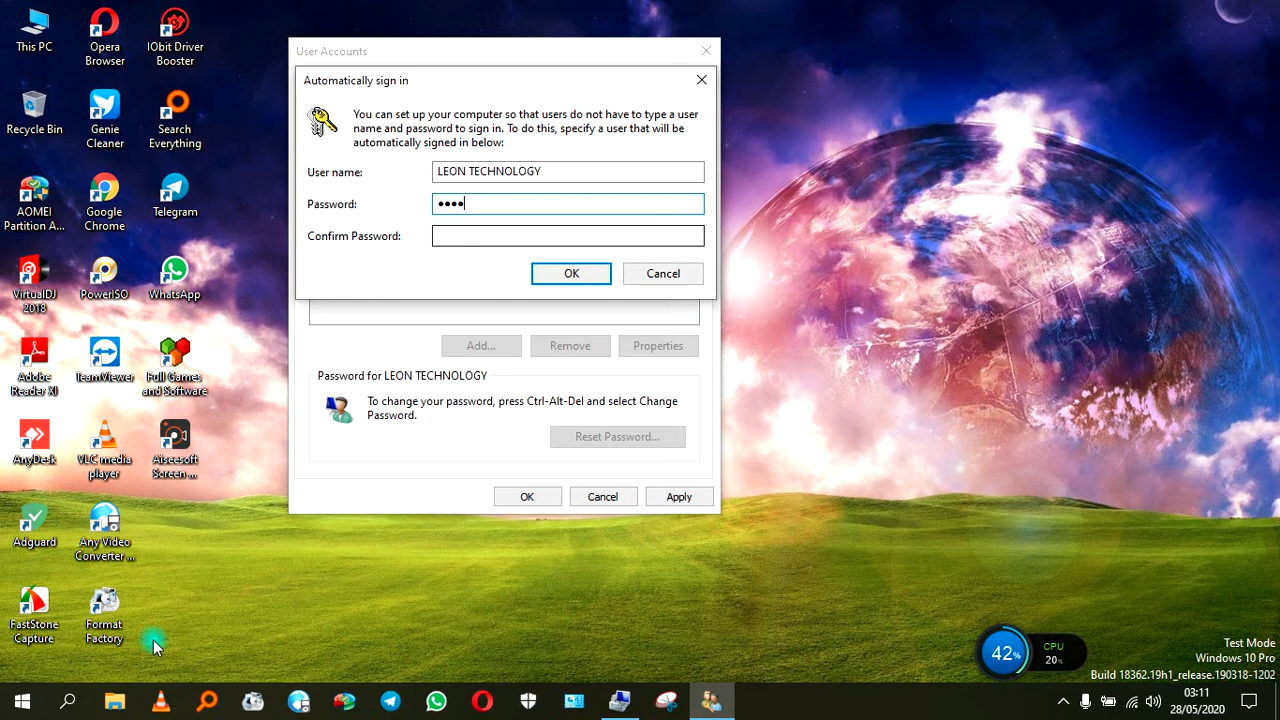 This PC
Opera
Browser
IObit Driver
Booster
Recycle Bin
Genie
Cleaner
Search
Everything
AOMEI
Partition A...
Google
Chrome
Telegram
VirtualDJ
2018
PowerISO
WhatsApp
Adobe
Reader XI
TeamViewer
Full Games
and Software
AnyDesk
VLC media
player
Aiseesoft
Screen ...
Adguard
Any Video
Converter ...
FastStone
Capture
Format
Factory
User Accounts
Automatically sign in
You can set up your computer so that users do not have to type a user
name and password to sign in. To do this, specify a user that will be
automatically signed in below:
User name:
LEON TECHNOLOGY
Password:
••••
Confirm Password:
OK
Cancel
Add...
Remove
Properties
Password for LEON TECHNOLOGY
To change your password, press Ctrl-Alt-Del and select Change
Password.
Reset Password...
OK
Cancel
Apply
42%
CPU
20%
Test Mode
Windows 10 Pro
Build 18362.19h1_release.190318-1202
03:11
28/05/2020